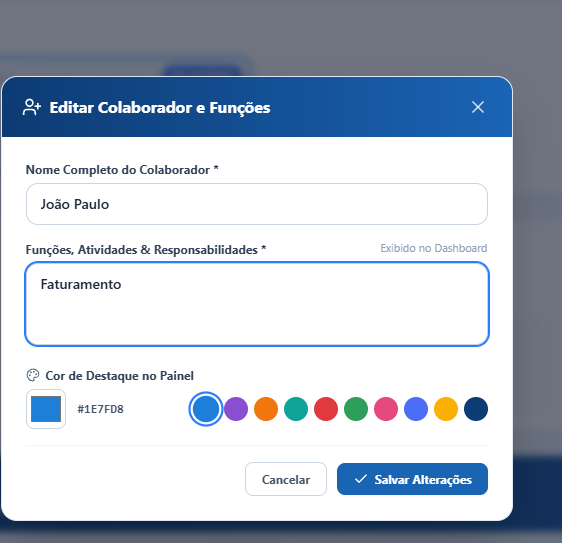 Editar Colaborador e Funções
Nome Completo do Colaborador *
João Paulo
Funções, Atividades & Responsabilidades * Exibido no Dashboard
Faturamento
Cor de Destaque no Painel
#1E7FD8
Cancelar Salvar Alterações